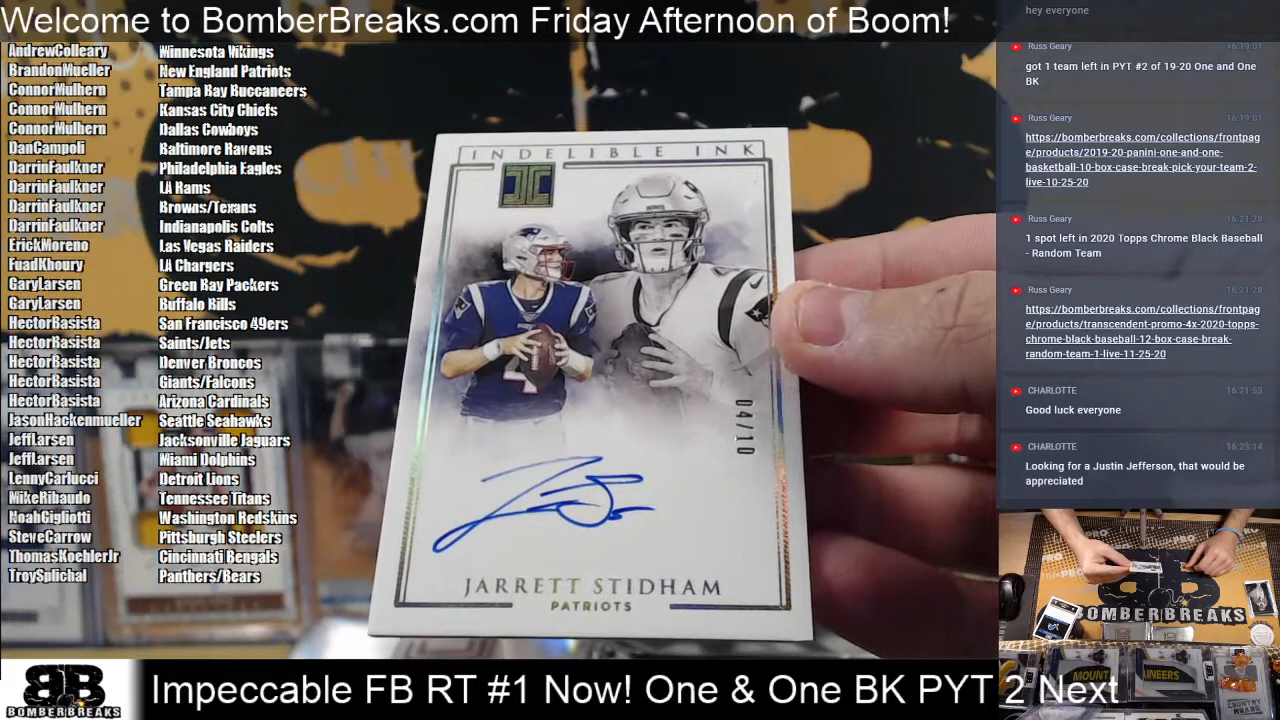 Welcome to BomberBreaks.com Friday Afternoon of Boom!
AndrewColleary Minnesota Vikings
BrandonMueller New England Patriots
ConnorMulhern Tampa Bay Buccaneers
ConnorMulhern Kansas City Chiefs
ConnorMulhern Dallas Cowboys
DanCampoli Baltimore Ravens
DarrinFaulkner Philadelphia Eagles
DarrinFaulkner LA Rams
DarrinFaulkner Browns/Texans
DarrinFaulkner Indianapolis Colts
ErickMoreno Las Vegas Raiders
FuadKhoury LA Chargers
GaryLarsen Green Bay Packers
GaryLarsen Buffalo Bills
HectorBasista San Francisco 49ers
HectorBasista Saints/Jets
HectorBasista Denver Broncos
HectorBasista Giants/Falcons
HectorBasista Arizona Cardinals
JasonHackenmueller Seattle Seahawks
JeffLarsen Jacksonville Jaguars
JeffLarsen Miami Dolphins
LennyCarlucci Detroit Lions
MikeRibaudo Tennessee Titans
NoahGigliotti Washington Redskins
SteveCarrow Pittsburgh Steelers
ThomasKoehlerJr Cincinnati Bengals
TroySplichal Panthers/Bears
INDELIBLE INK
4
04/10
JARRETT STIDHAM
PATRIOTS
hey everyone
Russ Geary 16:19:01
got 1 team left in PYT #2 of 19-20 One and One
BK
Russ Geary 16:19:01
https://bomberbreaks.com/collections/frontpag
e/products/2019-20-panini-one-and-one-
basketball-10-box-case-break-pick-your-team-2-
live-10-25-20
Russ Geary 16:21:28
1 spot left in 2020 Topps Chrome Black Baseball
- Random Team
Russ Geary 16:21:28
https://bomberbreaks.com/collections/frontpag
e/products/transcendent-promo-4x-2020-topps-
chrome-black-baseball-12-box-case-break-
random-team-1-live-11-25-20
CHARLOTTE 16:21:53
Good luck everyone
CHARLOTTE 16:23:14
Looking for a Justin Jefferson, that would be
appreciated
BOMBERBREAKS
MOUNT
AINEERS
COUNTRY ROADS
BB
BOMBERBREAKS
Impeccable FB RT #1 Now! One & One BK PYT 2 Next